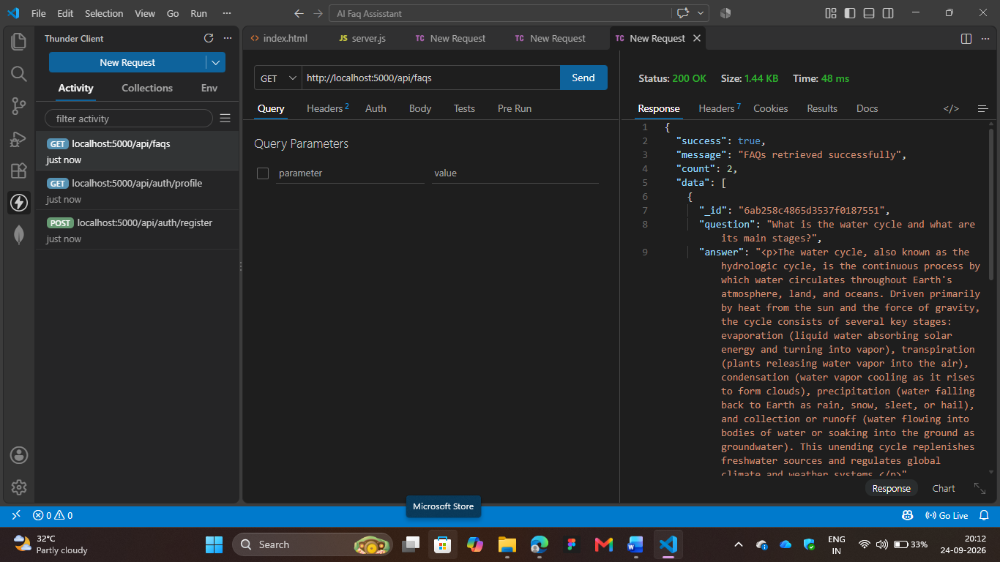 File Edit Selection View Go Run ···
AI Faq Assisstant
Thunder Client
New Request
Activity Collections Env
filter activity
GET localhost:5000/api/faqs
just now
GET localhost:5000/api/auth/profile
just now
POST localhost:5000/api/auth/register
just now
<> index.html
JS server.js
TC New Request
TC New Request
TC New Request
GET http://localhost:5000/api/faqs Send
Query Headers 2 Auth Body Tests Pre Run
Query Parameters
parameter value
Status: 200 OK Size: 1.44 KB Time: 48 ms
Response Headers 7 Cookies Results Docs </>
1 {
2 "success": true,
3 "message": "FAQs retrieved successfully",
4 "count": 2,
5 "data": [
6 {
7 "_id": "6ab258c4865d3537f0187551",
8 "question": "What is the water cycle and what are
its main stages?",
9 "answer": "<p>The water cycle, also known as the
hydrologic cycle, is the continuous process by
which water circulates throughout Earth's
atmosphere, land, and oceans. Driven primarily
by heat from the sun and the force of gravity,
the cycle consists of several key stages:
evaporation (liquid water absorbing solar
energy and turning into vapor), transpiration
(plants releasing water vapor into the air),
condensation (water vapor cooling as it rises
to form clouds), precipitation (water falling
back to Earth as rain, snow, sleet, or hail),
and collection or runoff (water flowing into
bodies of water or soaking into the ground as
groundwater). This unending cycle replenishes
freshwater sources and regulates global
climate and weather systems.</p>"
Response Chart
Microsoft Store
0 0
Go Live
32°C
Partly cloudy
Search
ENG
IN
33%
20:12
24-09-2026